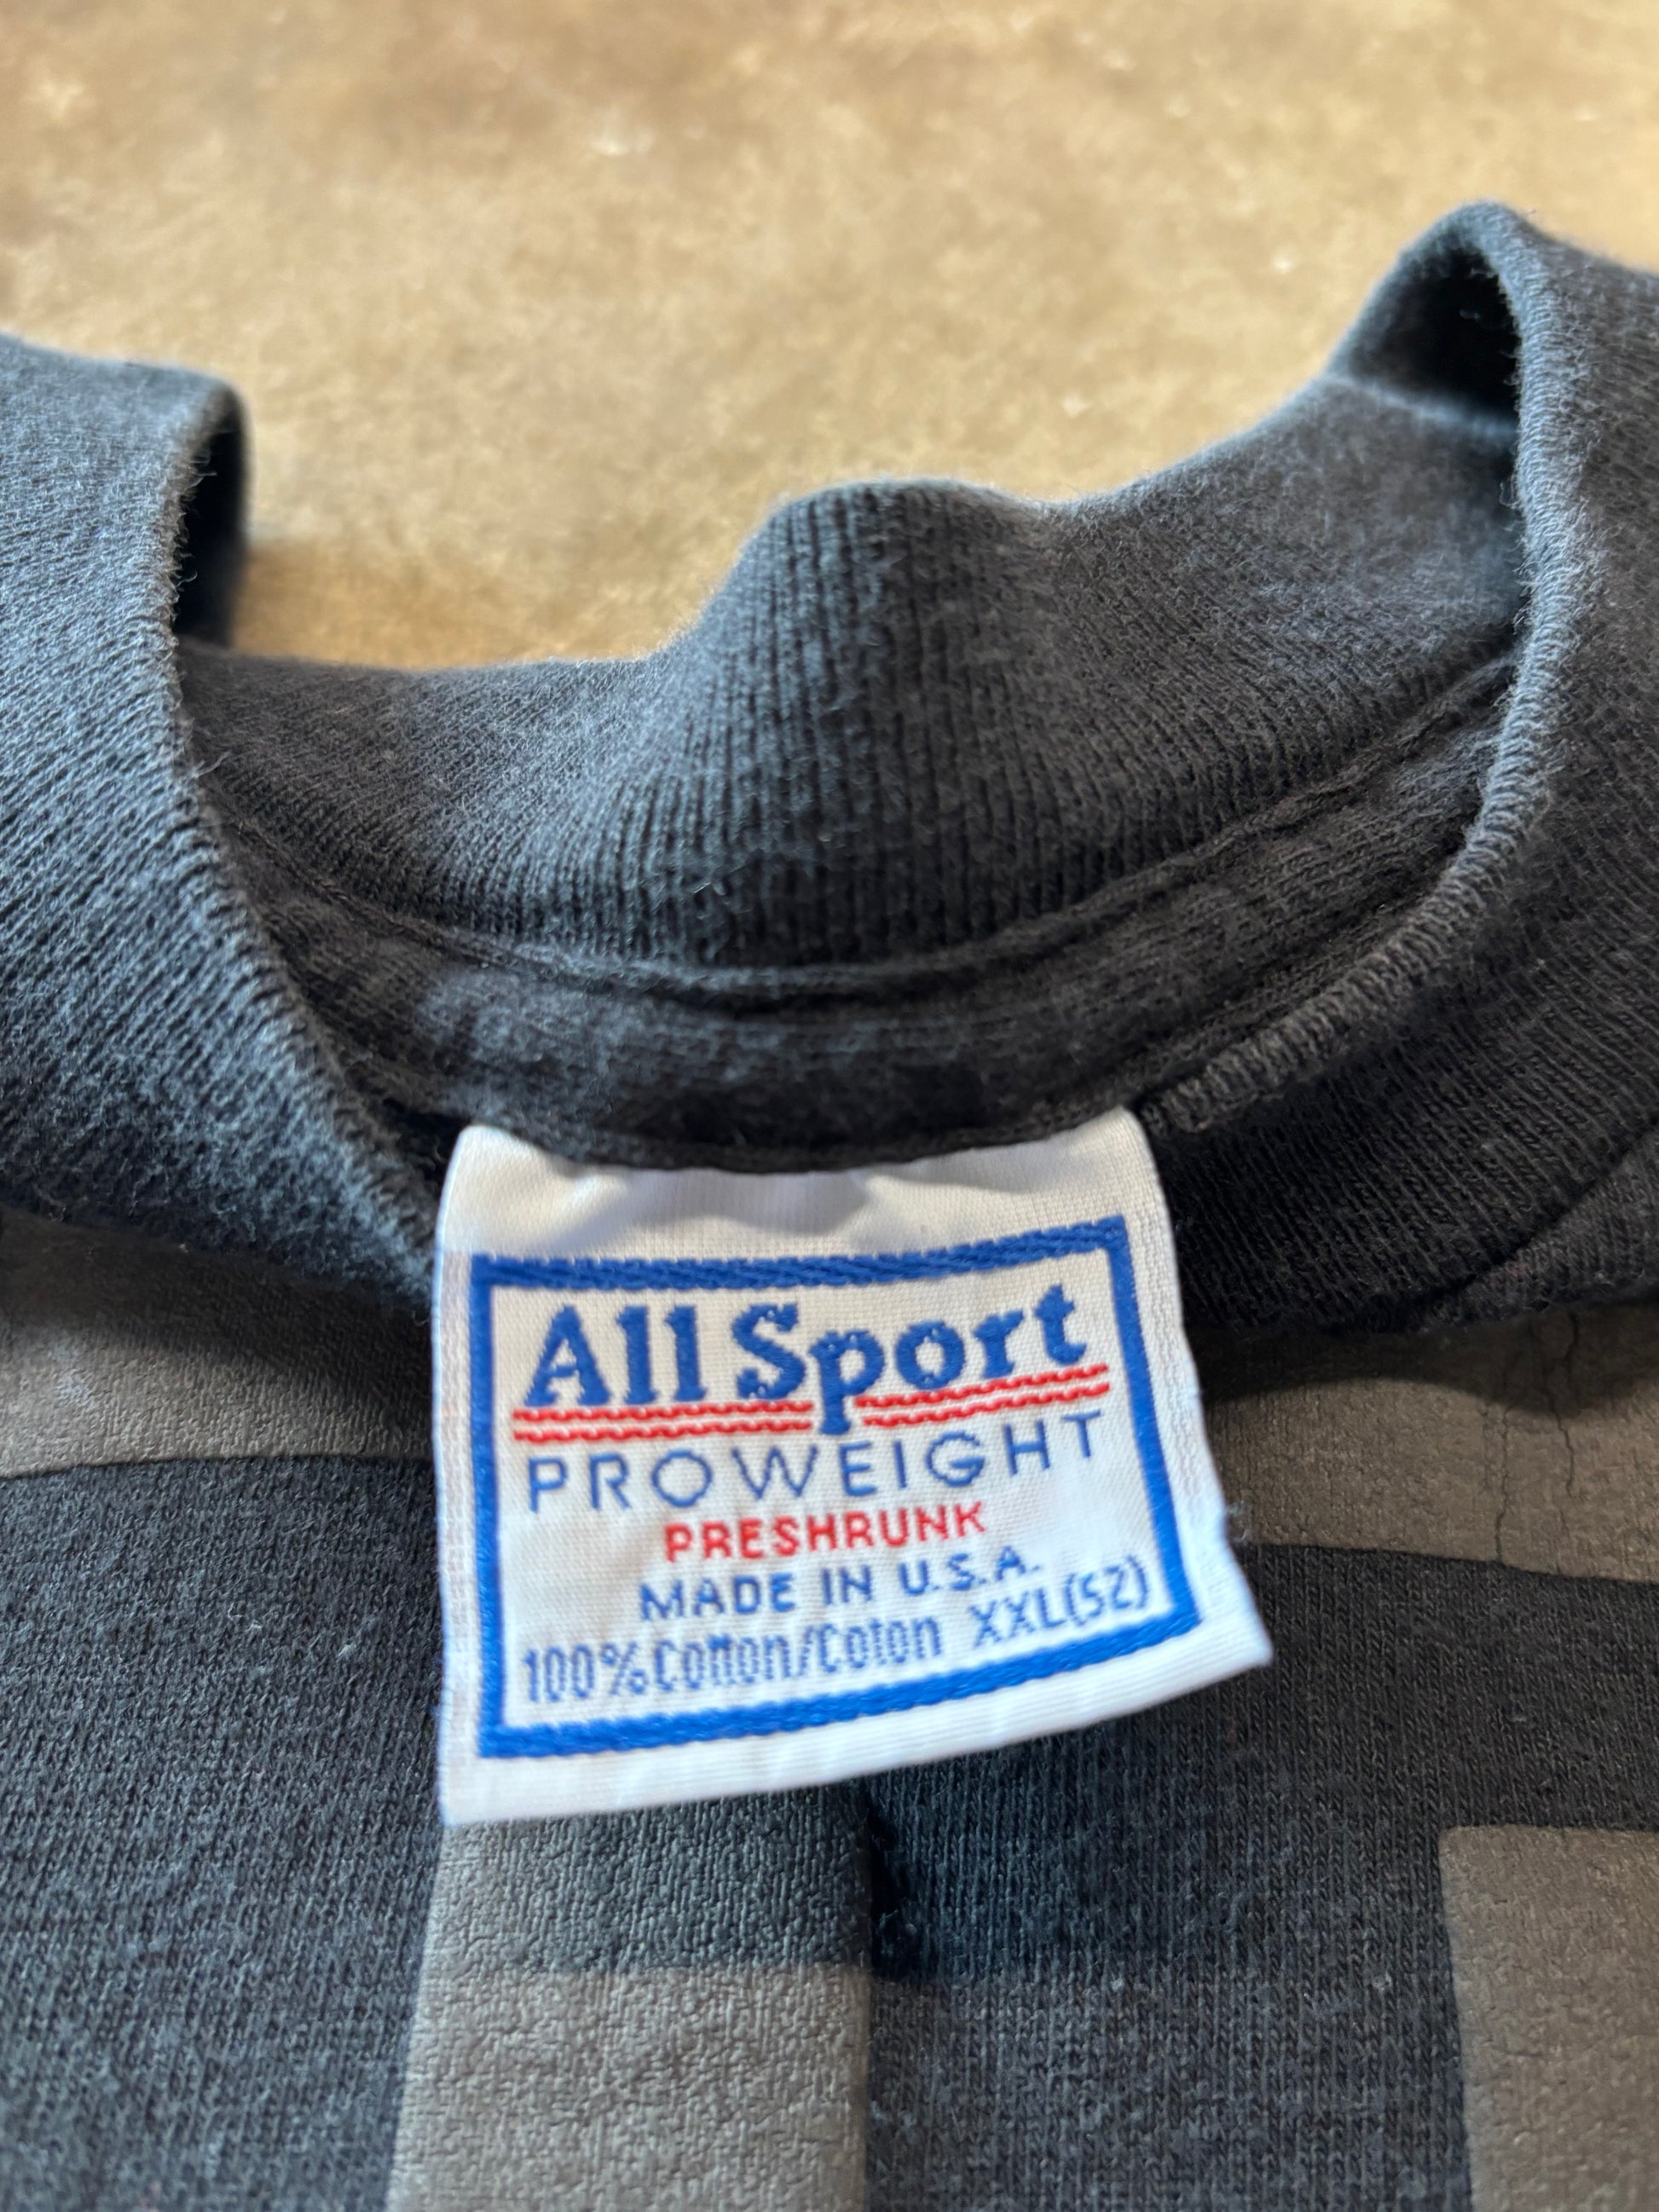 All Sport
PROWEIGHT
PRESHRUNK
MADE IN U.S.A.
100% Cotton/Coton XXL(52)